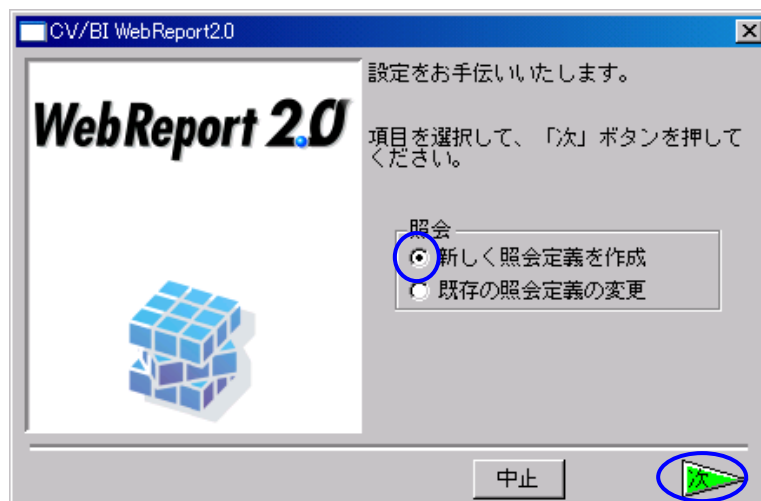 CV/BI WebReport2.0
設定をお手伝いいたします。
WebReport 2.0
項目を選択して、「次」ボタンを押して
ください。
照会
新しく照会定義を作成
既存の照会定義の変更
中止
次